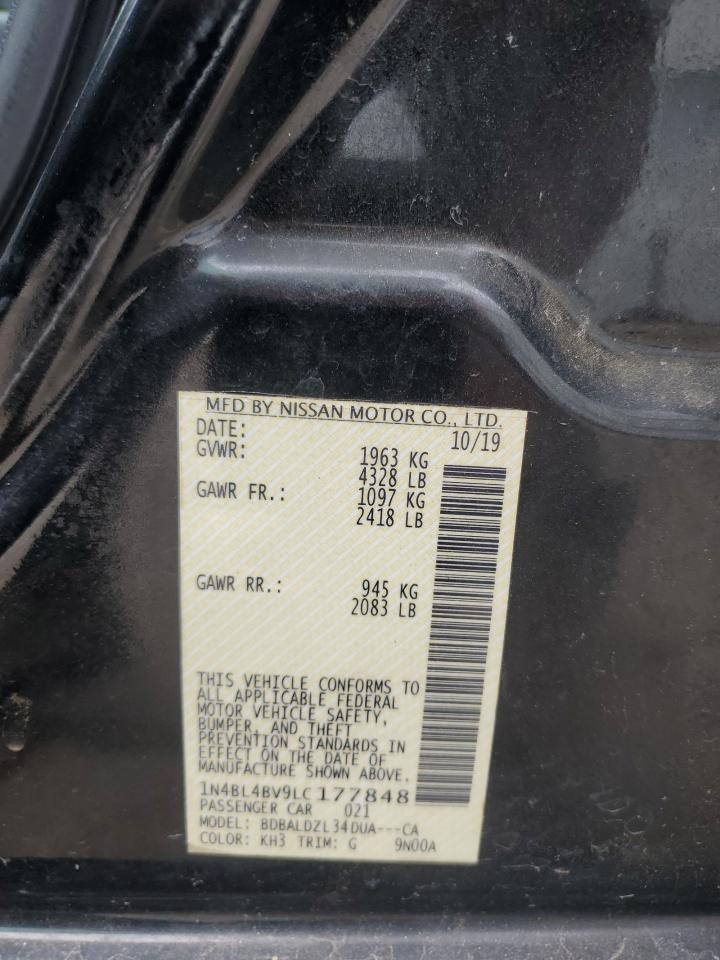 MFD BY NISSAN MOTOR CO., LTD.
DATE: 10/19
GVWR: 1963 KG
4328 LB
GAWR FR.: 1097 KG
2418 LB
GAWR RR.: 945 KG
2083 LB
THIS VEHICLE CONFORMS TO
ALL APPLICABLE FEDERAL
MOTOR VEHICLE SAFETY,
BUMPER, AND THEFT
PREVENTION STANDARDS IN
EFFECT ON THE DATE OF
MANUFACTURE SHOWN ABOVE.
1N4BL4BV9LC177848
PASSENGER CAR 021
MODEL: BDBALDZL34DUA---CA
COLOR: KH3 TRIM: G 9N00A